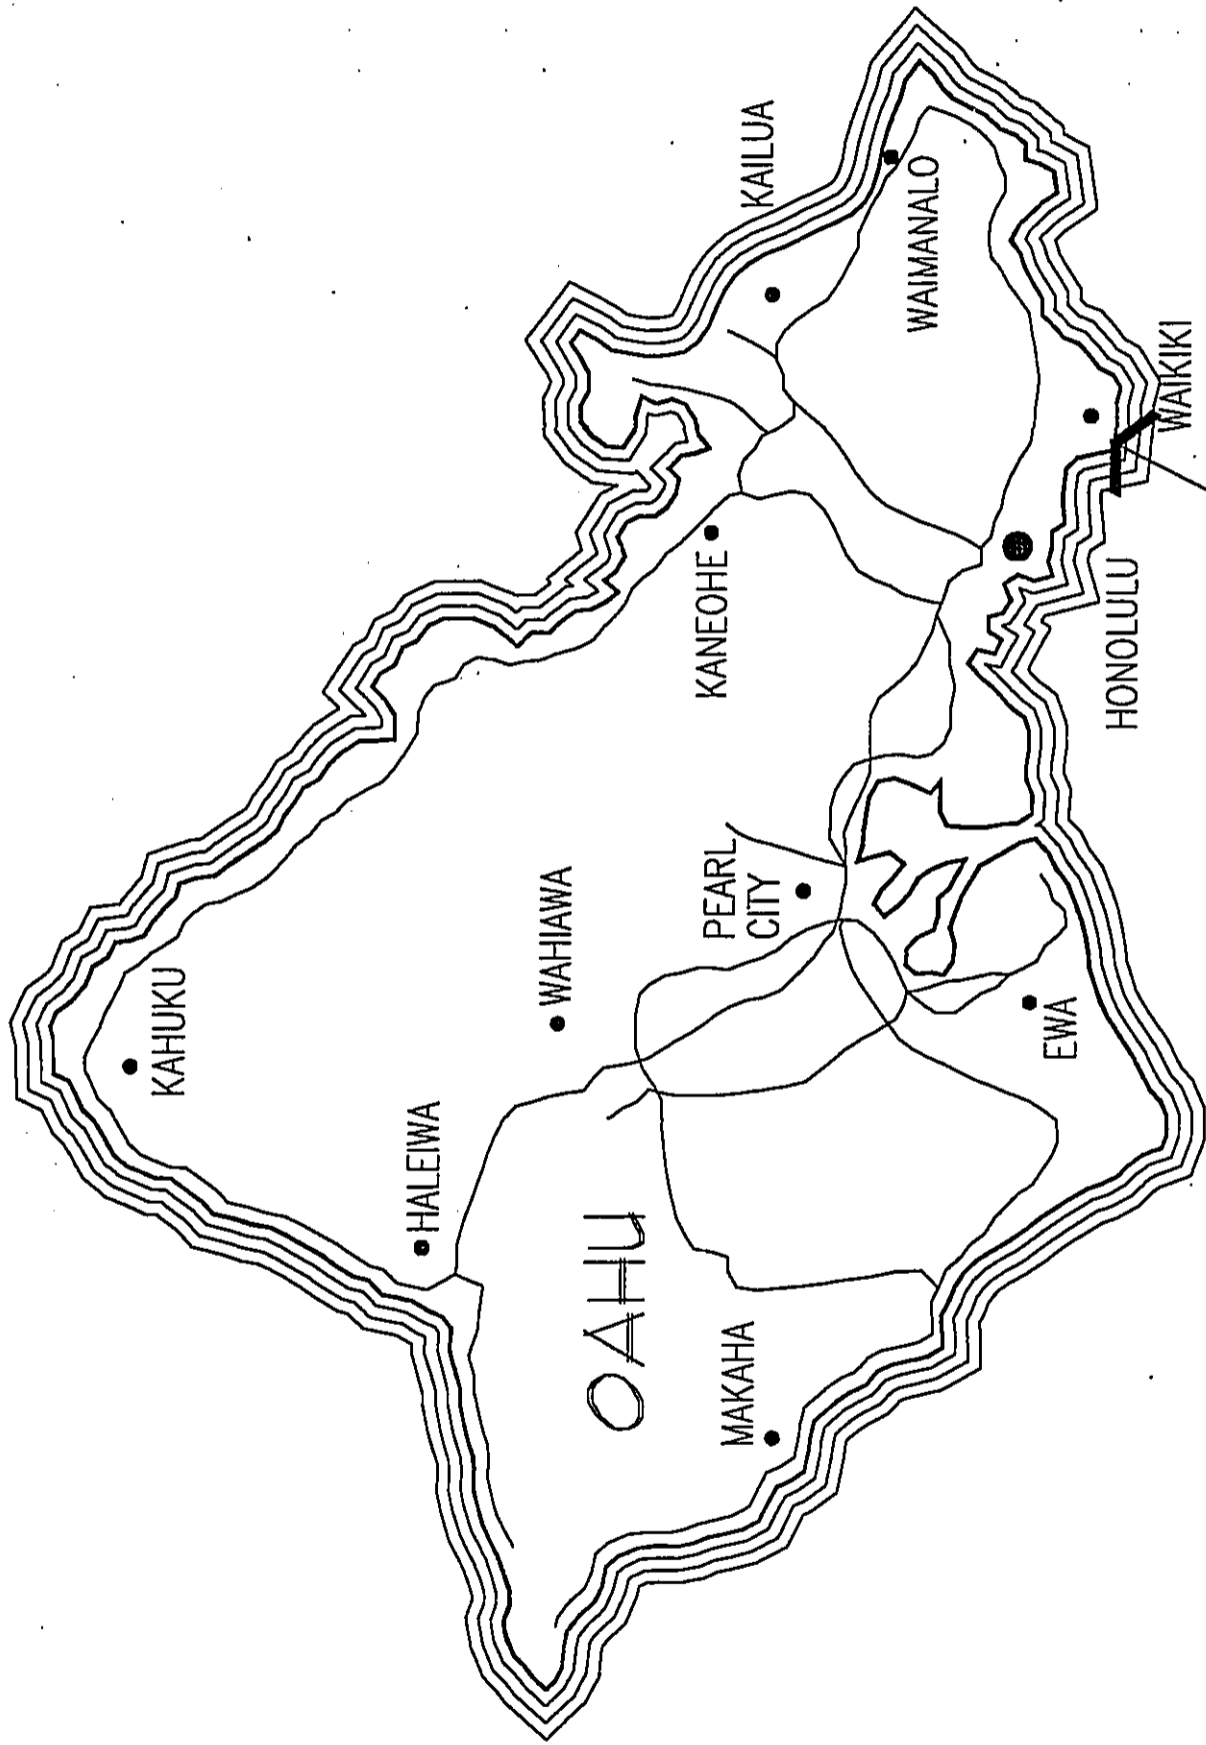 KAHUKU
HALEIWA
WAHIAWA
OAHU
MAKAHA
PEARL
CITY
KANEOHE
KAILUA
WAIMANALO
EWA
HONOLULU
WAIKIKI